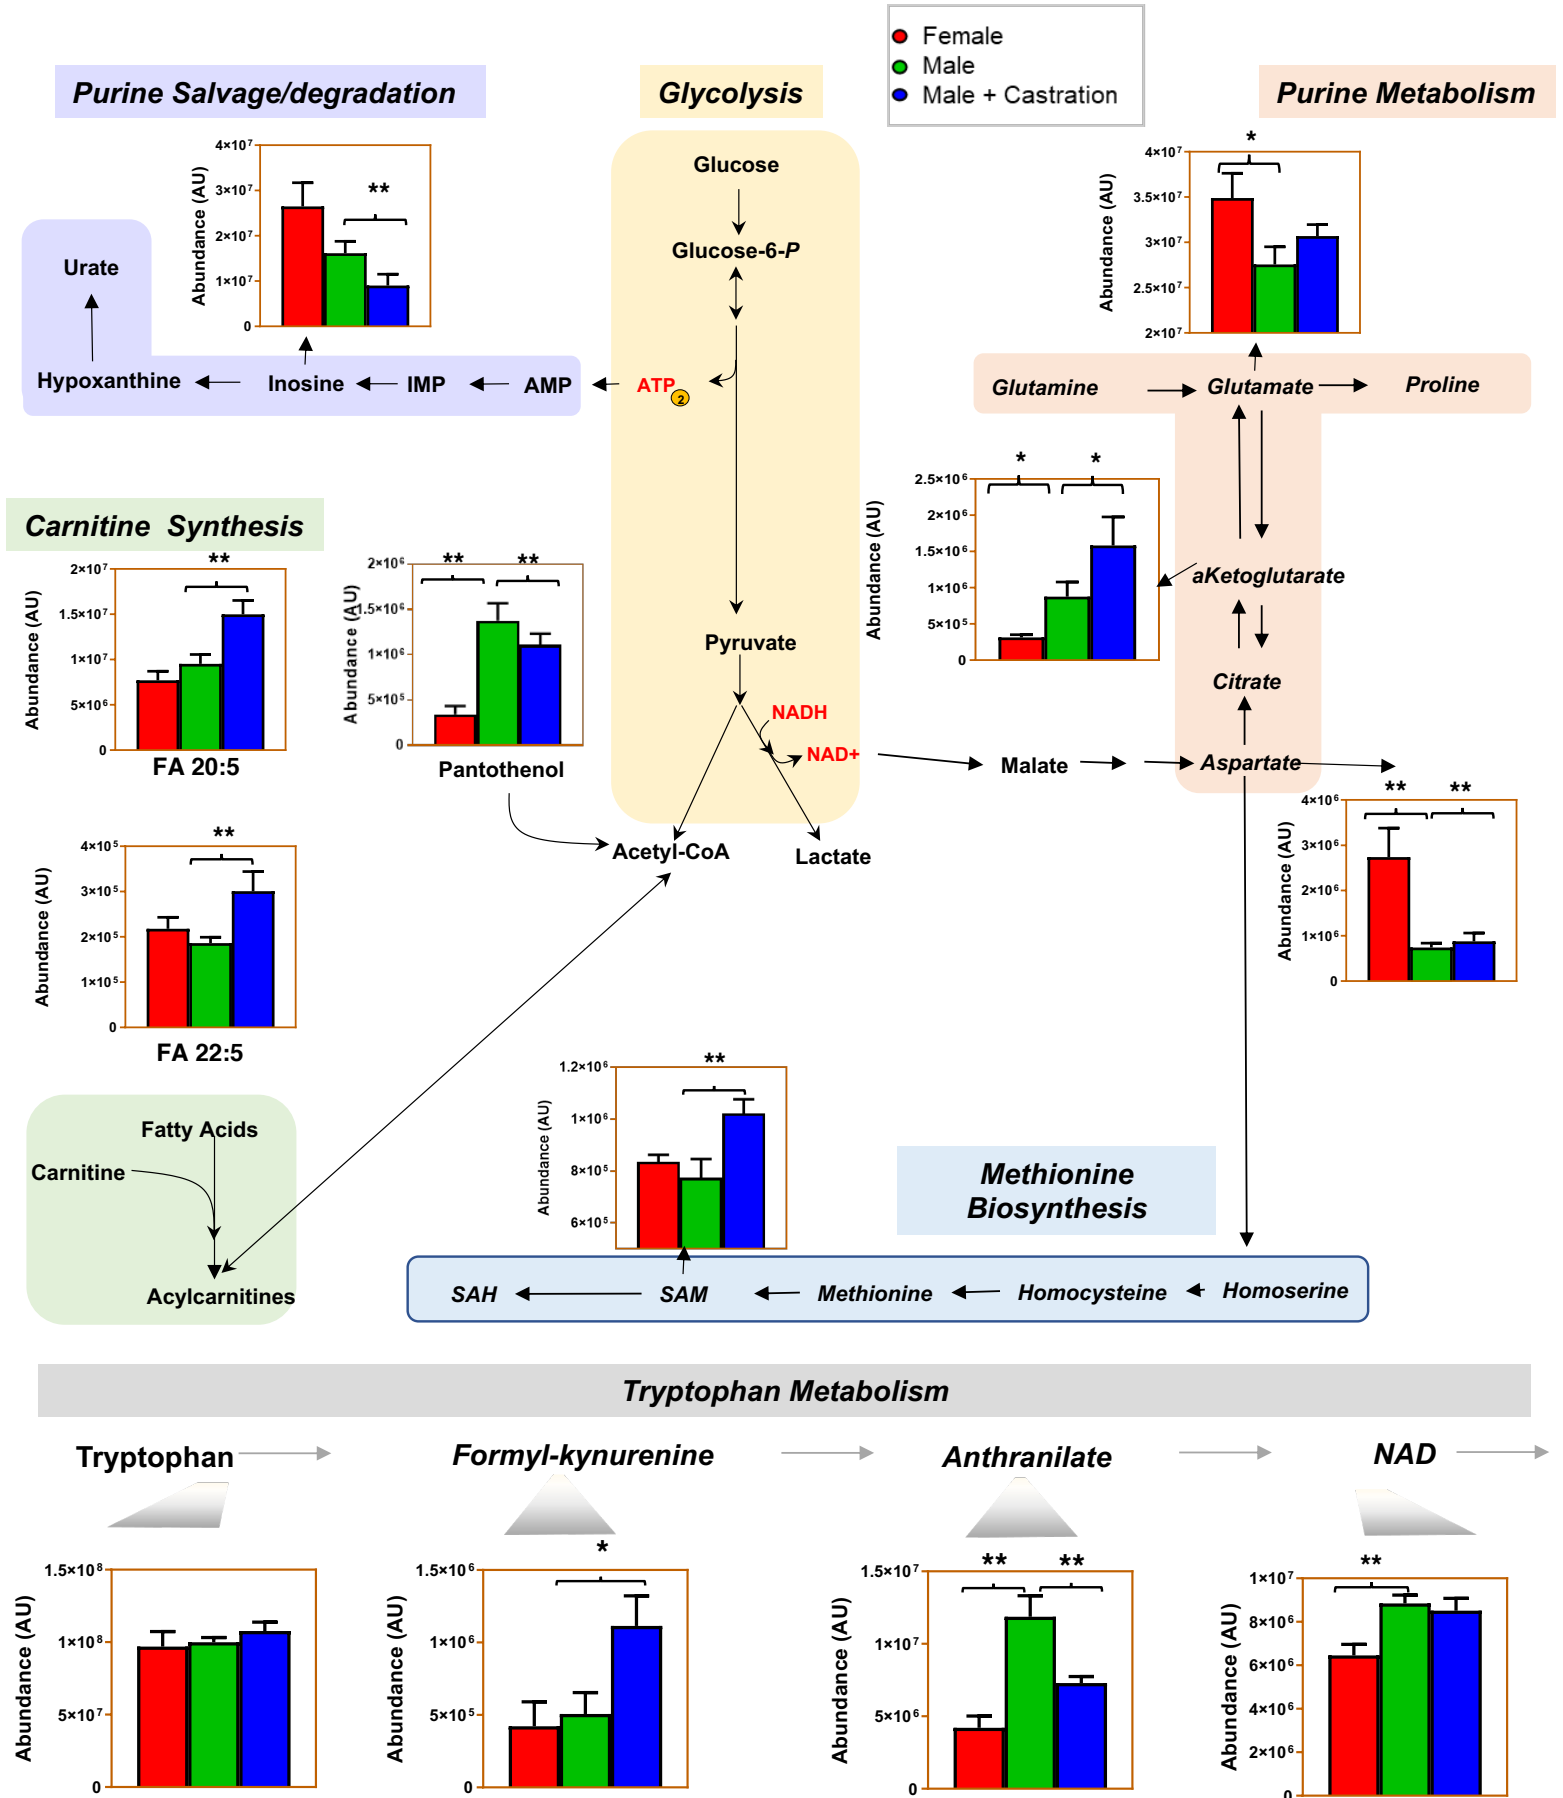 Female
Male
Male + Castration
Purine Salvage/degradation
Glycolysis
Purine Metabolism
Abundance (AU)
4×10⁷
3×10⁷
2×10⁷
1×10⁷
0
**
Urate
Hypoxanthine
Inosine
IMP
AMP
ATP
2
Glucose
Glucose-6-P
Pyruvate
NADH
NAD+
Acetyl-CoA
Lactate
Abundance (AU)
4×10⁷
3.5×10⁷
3×10⁷
2.5×10⁷
2×10⁷
*
Glutamine
Glutamate
Proline
Abundance (AU)
2.5×10⁶
2×10⁶
1.5×10⁶
1×10⁶
5×10⁵
0
*
*
aKetoglutarate
Citrate
Malate
Aspartate
Abundance (AU)
4×10⁶
3×10⁶
2×10⁶
1×10⁶
0
**
**
Carnitine Synthesis
Abundance (AU)
2×10⁷
1.5×10⁷
1×10⁷
5×10⁶
0
**
FA 20:5
Abundance (AU)
2×10⁶
1.5×10⁶
1×10⁶
5×10⁵
0
**
**
Pantothenol
Abundance (AU)
4×10⁵
3×10⁵
2×10⁵
1×10⁵
0
**
FA 22:5
Fatty Acids
Carnitine
Acylcarnitines
Abundance (AU)
1.2×10⁶
1×10⁶
8×10⁵
6×10⁵
**
Methionine
Biosynthesis
SAH
SAM
Methionine
Homocysteine
Homoserine
Tryptophan Metabolism
Tryptophan
Formyl-kynurenine
Anthranilate
NAD
Abundance (AU)
1.5×10⁸
1×10⁸
5×10⁷
0
Abundance (AU)
1.5×10⁶
1×10⁶
5×10⁵
0
*
Abundance (AU)
1.5×10⁷
1×10⁷
5×10⁶
0
**
**
Abundance (AU)
1×10⁷
8×10⁶
6×10⁶
4×10⁶
2×10⁶
0
**